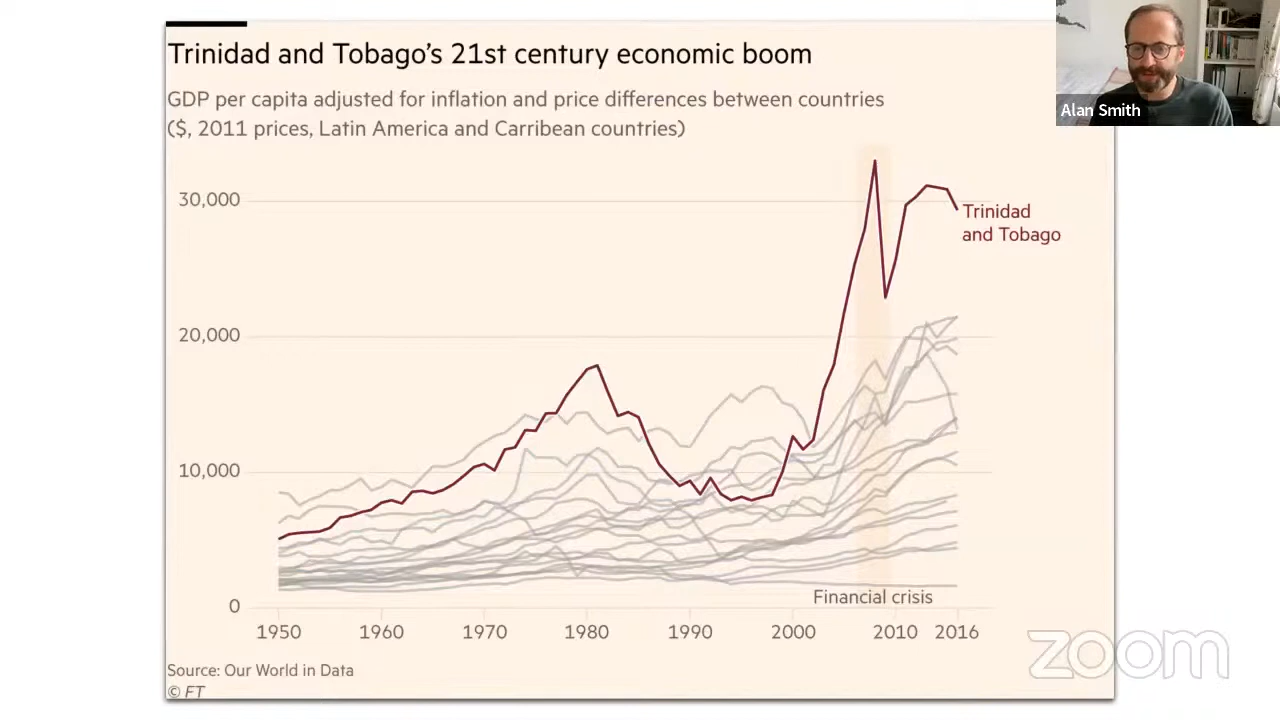 Trinidad and Tobago’s 21st century economic boom
GDP per capita adjusted for inflation and price differences between countries
($, 2011 prices, Latin America and Carribean countries)
Alan Smith
30,000
20,000
10,000
0
Trinidad
and Tobago
Financial crisis
1950 1960 1970 1980 1990 2000 2010 2016
Source: Our World in Data
© FT
zoom